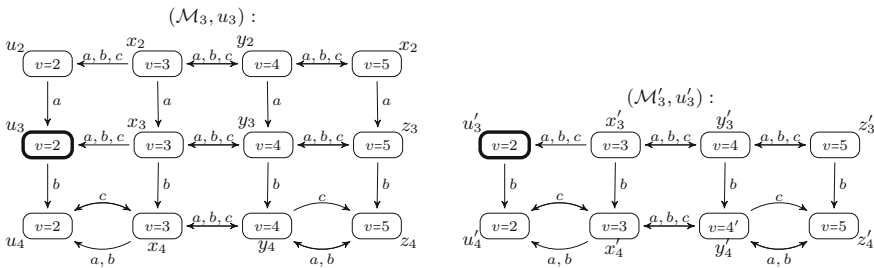 (M₃, u₃) :
u₂ x₂ y₂ x₂
v=2 a, b, c v=3 a, b, c v=4 a, b, c v=5
a a a a
(M′₃, u′₃) :
u₃ x₃ y₃ z₃
v=2 a, b, c v=3 a, b, c v=4 a, b, c v=5
u′₃ x′₃ y′₃ z′₃
v=2 a, b, c v=3 a, b, c v=4 a, b, c v=5
b b b b
b b b b
c c
v=2 v=3 a, b, c v=4 v=5
u₄ a, b x₄ y₄ a, b z₄
c c
v=2 v=3 a, b, c v=4′ v=5
u′₄ a, b x′₄ y′₄ a, b z′₄